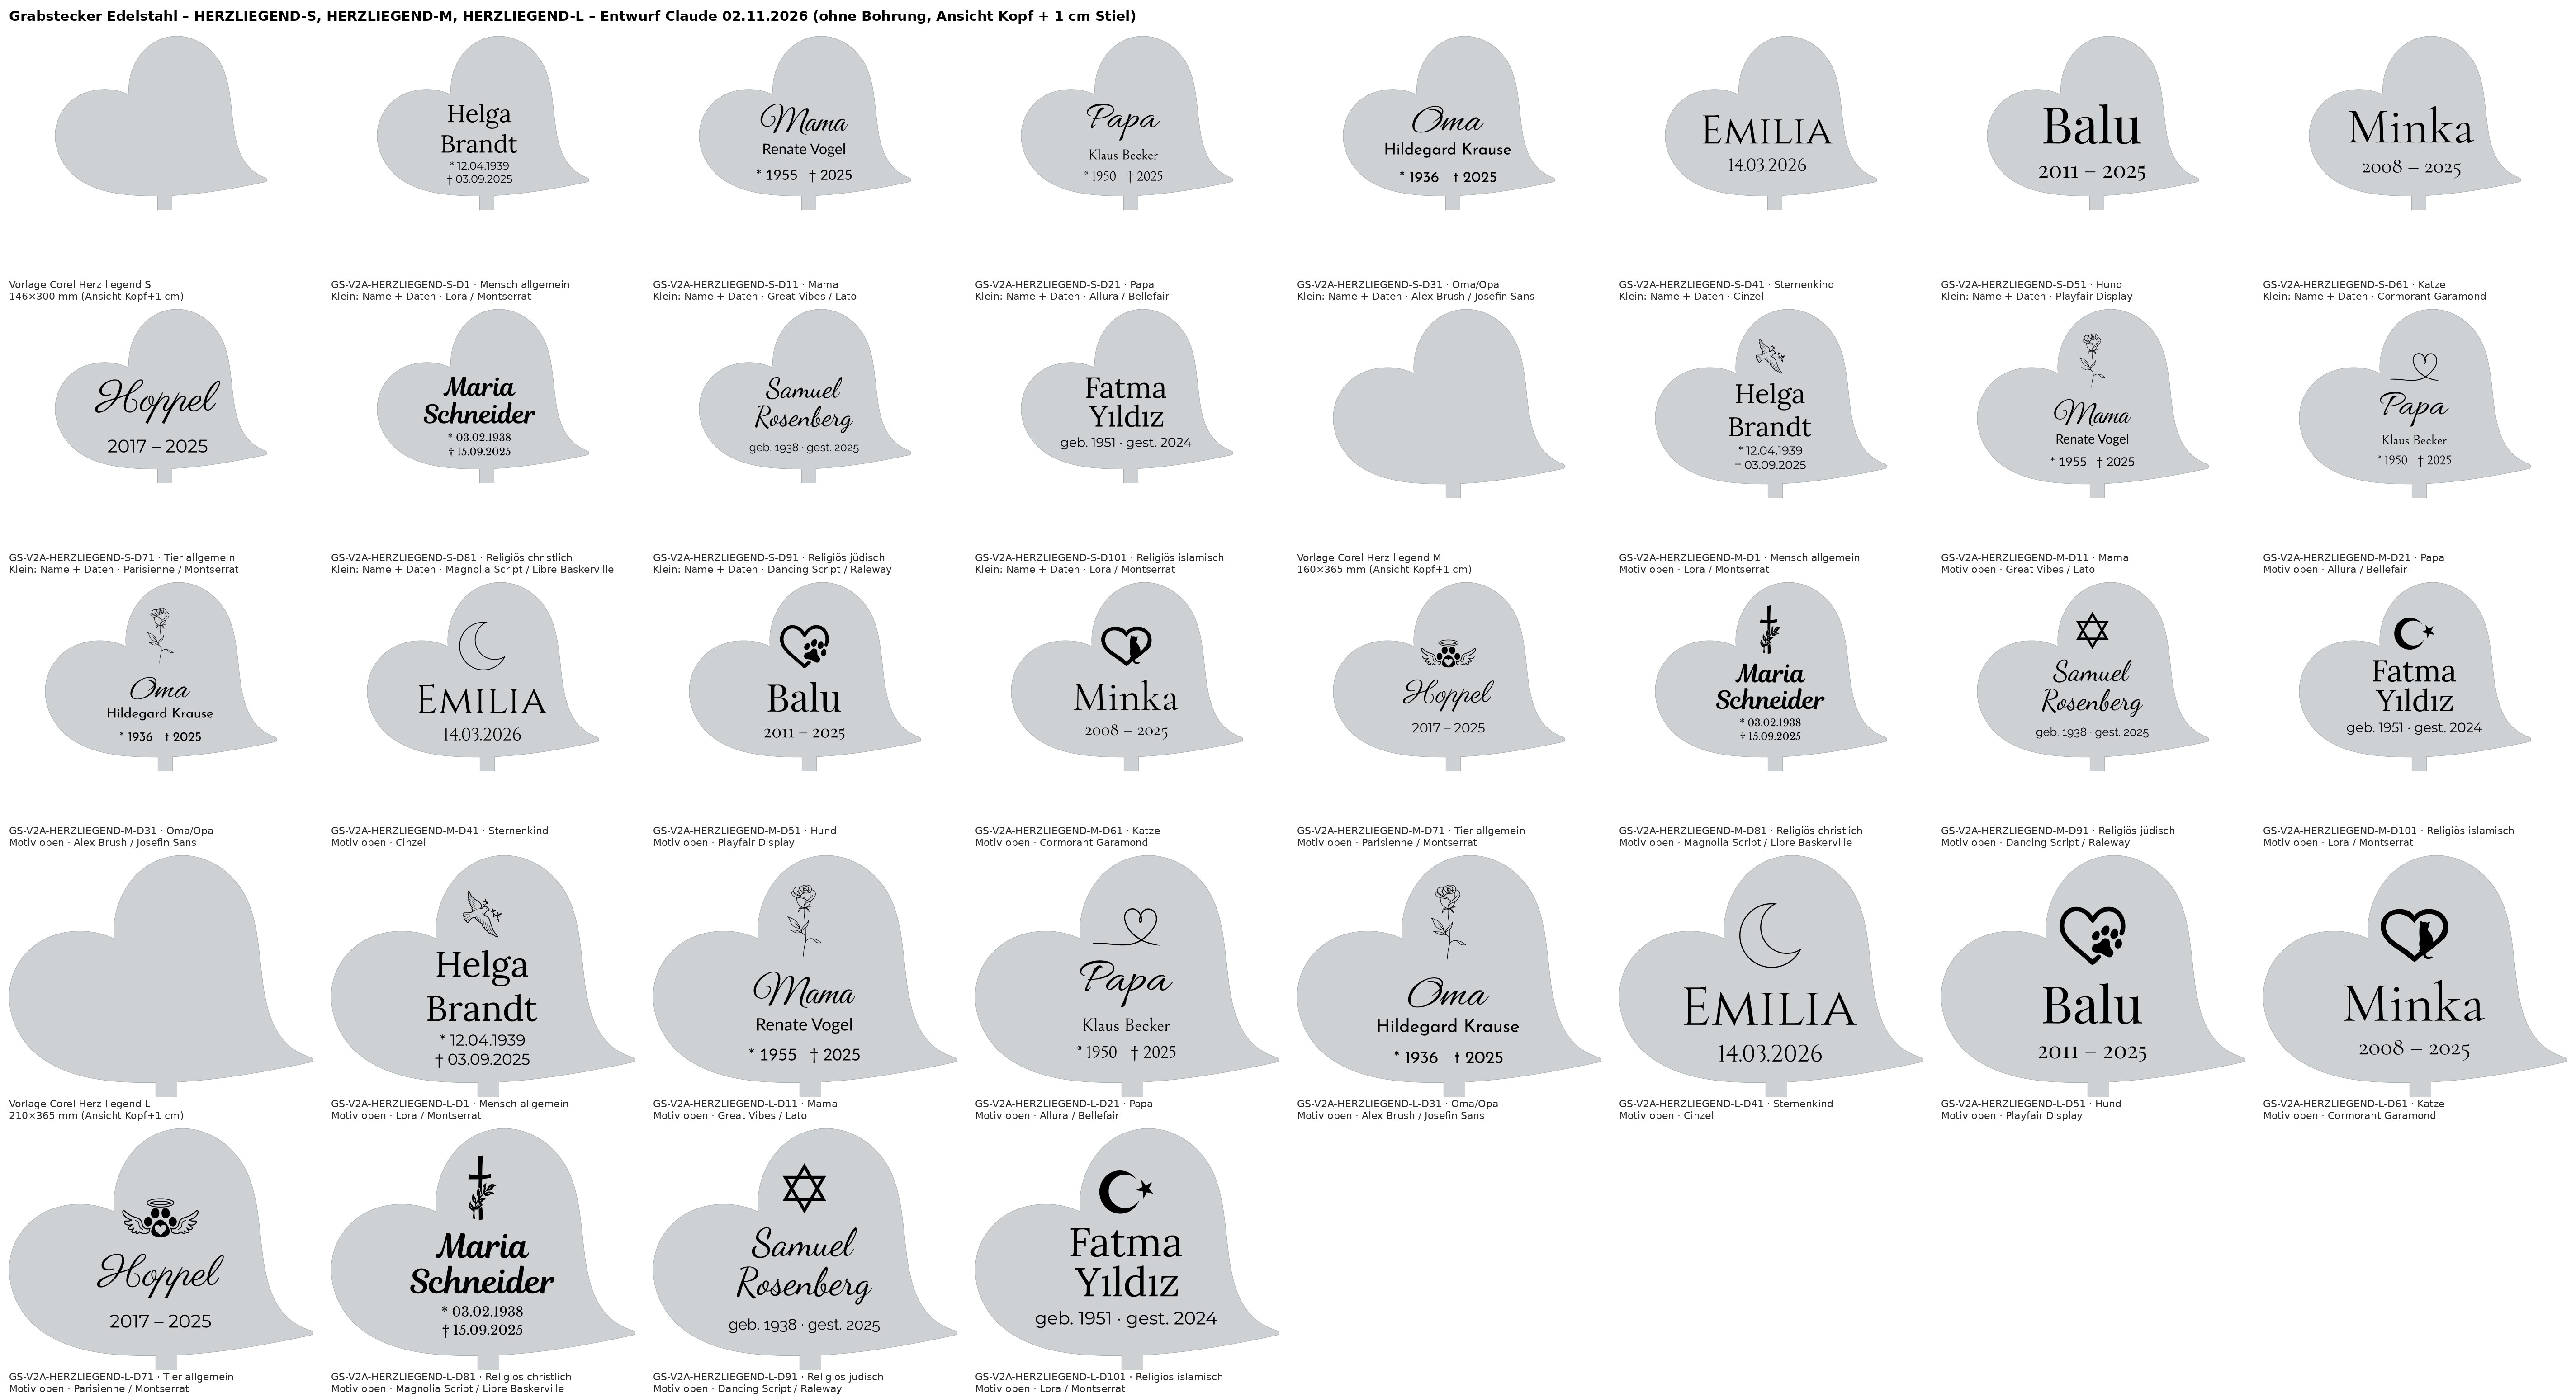 Grabstecker Edelstahl – HERZLIEGEND-S, HERZLIEGEND-M, HERZLIEGEND-L – Entwurf Claude 02.11.2026 (ohne Bohrung, Ansicht Kopf + 1 cm Stiel)
Vorlage Corel Herz liegend S
146×300 mm (Ansicht Kopf+1 cm)
Helga
Brandt
* 12.04.1939
† 03.09.2025
GS-V2A-HERZLIEGEND-S-D1 · Mensch allgemein
Klein: Name + Daten · Lora / Montserrat
Mama
Renate Vogel
* 1955 † 2025
GS-V2A-HERZLIEGEND-S-D11 · Mama
Klein: Name + Daten · Great Vibes / Lato
Papa
Klaus Becker
* 1950 † 2025
GS-V2A-HERZLIEGEND-S-D21 · Papa
Klein: Name + Daten · Allura / Bellefair
Oma
Hildegard Krause
* 1936 † 2025
GS-V2A-HERZLIEGEND-S-D31 · Oma/Opa
Klein: Name + Daten · Alex Brush / Josefin Sans
EMILIA
14.03.2026
GS-V2A-HERZLIEGEND-S-D41 · Sternenkind
Klein: Name + Daten · Cinzel
Balu
2011 – 2025
GS-V2A-HERZLIEGEND-S-D51 · Hund
Klein: Name + Daten · Playfair Display
Minka
2008 – 2025
GS-V2A-HERZLIEGEND-S-D61 · Katze
Klein: Name + Daten · Cormorant Garamond
Hoppel
2017 – 2025
GS-V2A-HERZLIEGEND-S-D71 · Tier allgemein
Klein: Name + Daten · Parisienne / Montserrat
Maria
Schneider
* 03.02.1938
† 15.09.2025
GS-V2A-HERZLIEGEND-S-D81 · Religiös christlich
Klein: Name + Daten · Magnolia Script / Libre Baskerville
Samuel
Rosenberg
geb. 1938 · gest. 2025
GS-V2A-HERZLIEGEND-S-D91 · Religiös jüdisch
Klein: Name + Daten · Dancing Script / Raleway
Fatma
Yıldız
geb. 1951 · gest. 2024
GS-V2A-HERZLIEGEND-S-D101 · Religiös islamisch
Klein: Name + Daten · Lora / Montserrat
Vorlage Corel Herz liegend M
160×365 mm (Ansicht Kopf+1 cm)
Helga
Brandt
* 12.04.1939
† 03.09.2025
GS-V2A-HERZLIEGEND-M-D1 · Mensch allgemein
Motiv oben · Lora / Montserrat
Mama
Renate Vogel
* 1955 † 2025
GS-V2A-HERZLIEGEND-M-D11 · Mama
Motiv oben · Great Vibes / Lato
Papa
Klaus Becker
* 1950 † 2025
GS-V2A-HERZLIEGEND-M-D21 · Papa
Motiv oben · Allura / Bellefair
Oma
Hildegard Krause
* 1936 † 2025
GS-V2A-HERZLIEGEND-M-D31 · Oma/Opa
Motiv oben · Alex Brush / Josefin Sans
EMILIA
14.03.2026
GS-V2A-HERZLIEGEND-M-D41 · Sternenkind
Motiv oben · Cinzel
Balu
2011 – 2025
GS-V2A-HERZLIEGEND-M-D51 · Hund
Motiv oben · Playfair Display
Minka
2008 – 2025
GS-V2A-HERZLIEGEND-M-D61 · Katze
Motiv oben · Cormorant Garamond
Hoppel
2017 – 2025
GS-V2A-HERZLIEGEND-M-D71 · Tier allgemein
Motiv oben · Parisienne / Montserrat
Maria
Schneider
* 03.02.1938
† 15.09.2025
GS-V2A-HERZLIEGEND-M-D81 · Religiös christlich
Motiv oben · Magnolia Script / Libre Baskerville
Samuel
Rosenberg
geb. 1938 · gest. 2025
GS-V2A-HERZLIEGEND-M-D91 · Religiös jüdisch
Motiv oben · Dancing Script / Raleway
Fatma
Yıldız
geb. 1951 · gest. 2024
GS-V2A-HERZLIEGEND-M-D101 · Religiös islamisch
Motiv oben · Lora / Montserrat
Vorlage Corel Herz liegend L
210×365 mm (Ansicht Kopf+1 cm)
Helga
Brandt
* 12.04.1939
† 03.09.2025
GS-V2A-HERZLIEGEND-L-D1 · Mensch allgemein
Motiv oben · Lora / Montserrat
Mama
Renate Vogel
* 1955 † 2025
GS-V2A-HERZLIEGEND-L-D11 · Mama
Motiv oben · Great Vibes / Lato
Papa
Klaus Becker
* 1950 † 2025
GS-V2A-HERZLIEGEND-L-D21 · Papa
Motiv oben · Allura / Bellefair
Oma
Hildegard Krause
* 1936 † 2025
GS-V2A-HERZLIEGEND-L-D31 · Oma/Opa
Motiv oben · Alex Brush / Josefin Sans
EMILIA
14.03.2026
GS-V2A-HERZLIEGEND-L-D41 · Sternenkind
Motiv oben · Cinzel
Balu
2011 – 2025
GS-V2A-HERZLIEGEND-L-D51 · Hund
Motiv oben · Playfair Display
Minka
2008 – 2025
GS-V2A-HERZLIEGEND-L-D61 · Katze
Motiv oben · Cormorant Garamond
Hoppel
2017 – 2025
GS-V2A-HERZLIEGEND-L-D71 · Tier allgemein
Motiv oben · Parisienne / Montserrat
Maria
Schneider
* 03.02.1938
† 15.09.2025
GS-V2A-HERZLIEGEND-L-D81 · Religiös christlich
Motiv oben · Magnolia Script / Libre Baskerville
Samuel
Rosenberg
geb. 1938 · gest. 2025
GS-V2A-HERZLIEGEND-L-D91 · Religiös jüdisch
Motiv oben · Dancing Script / Raleway
Fatma
Yıldız
geb. 1951 · gest. 2024
GS-V2A-HERZLIEGEND-L-D101 · Religiös islamisch
Motiv oben · Lora / Montserrat